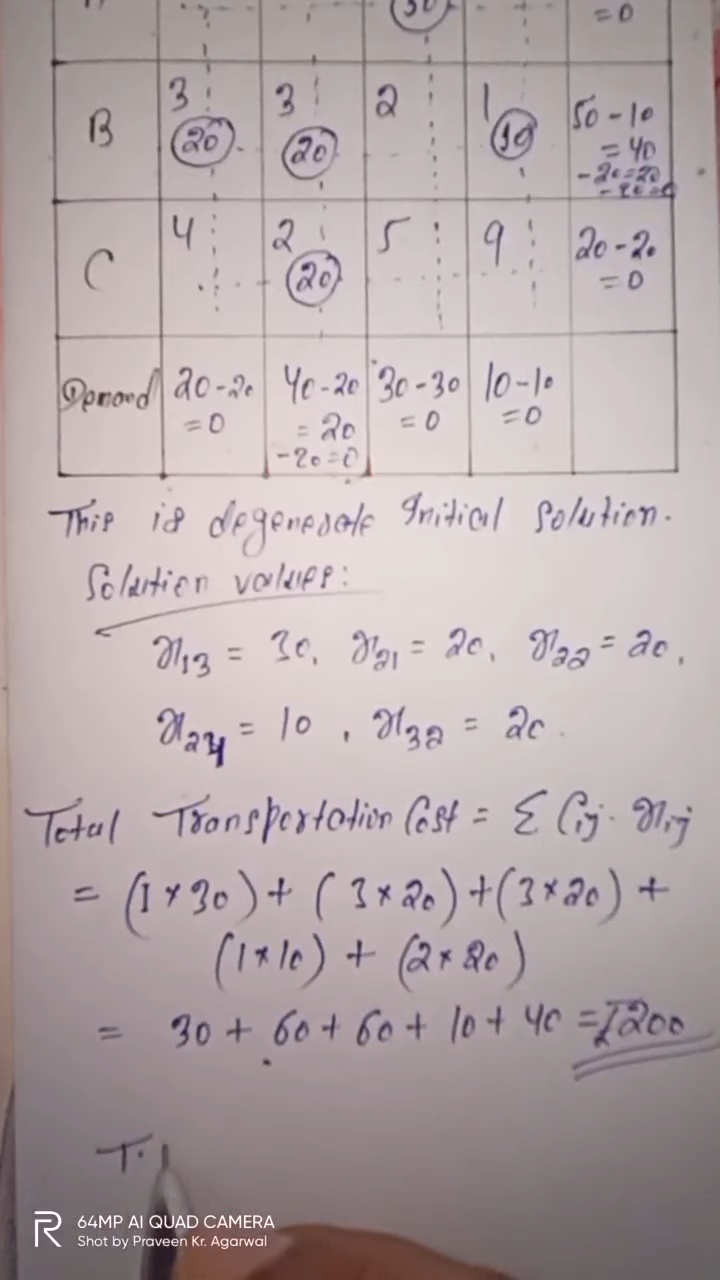 30 = 0
B 3 20 3 20 2 1 10 50-10
= 40
-20=20
-20=0
C 4 2 20 5 9 20-20
= 0
Demand 20-20 40-20 30-30 10-10
= 0 = 20 = 0 = 0
-20=0
This is degenerate Initial Solution.
Solution values:
x13 = 30, x21 = 20, x22 = 20,
x24 = 10, x32 = 20.
Total Transportation Cost = Σ Cij. xij
= (1×30) + (3×20) + (3×20) +
(1×10) + (2×20)
= 30 + 60 + 60 + 10 + 40 = ₹200
T.
R 64MP AI QUAD CAMERA
Shot by Praveen Kr. Agarwal